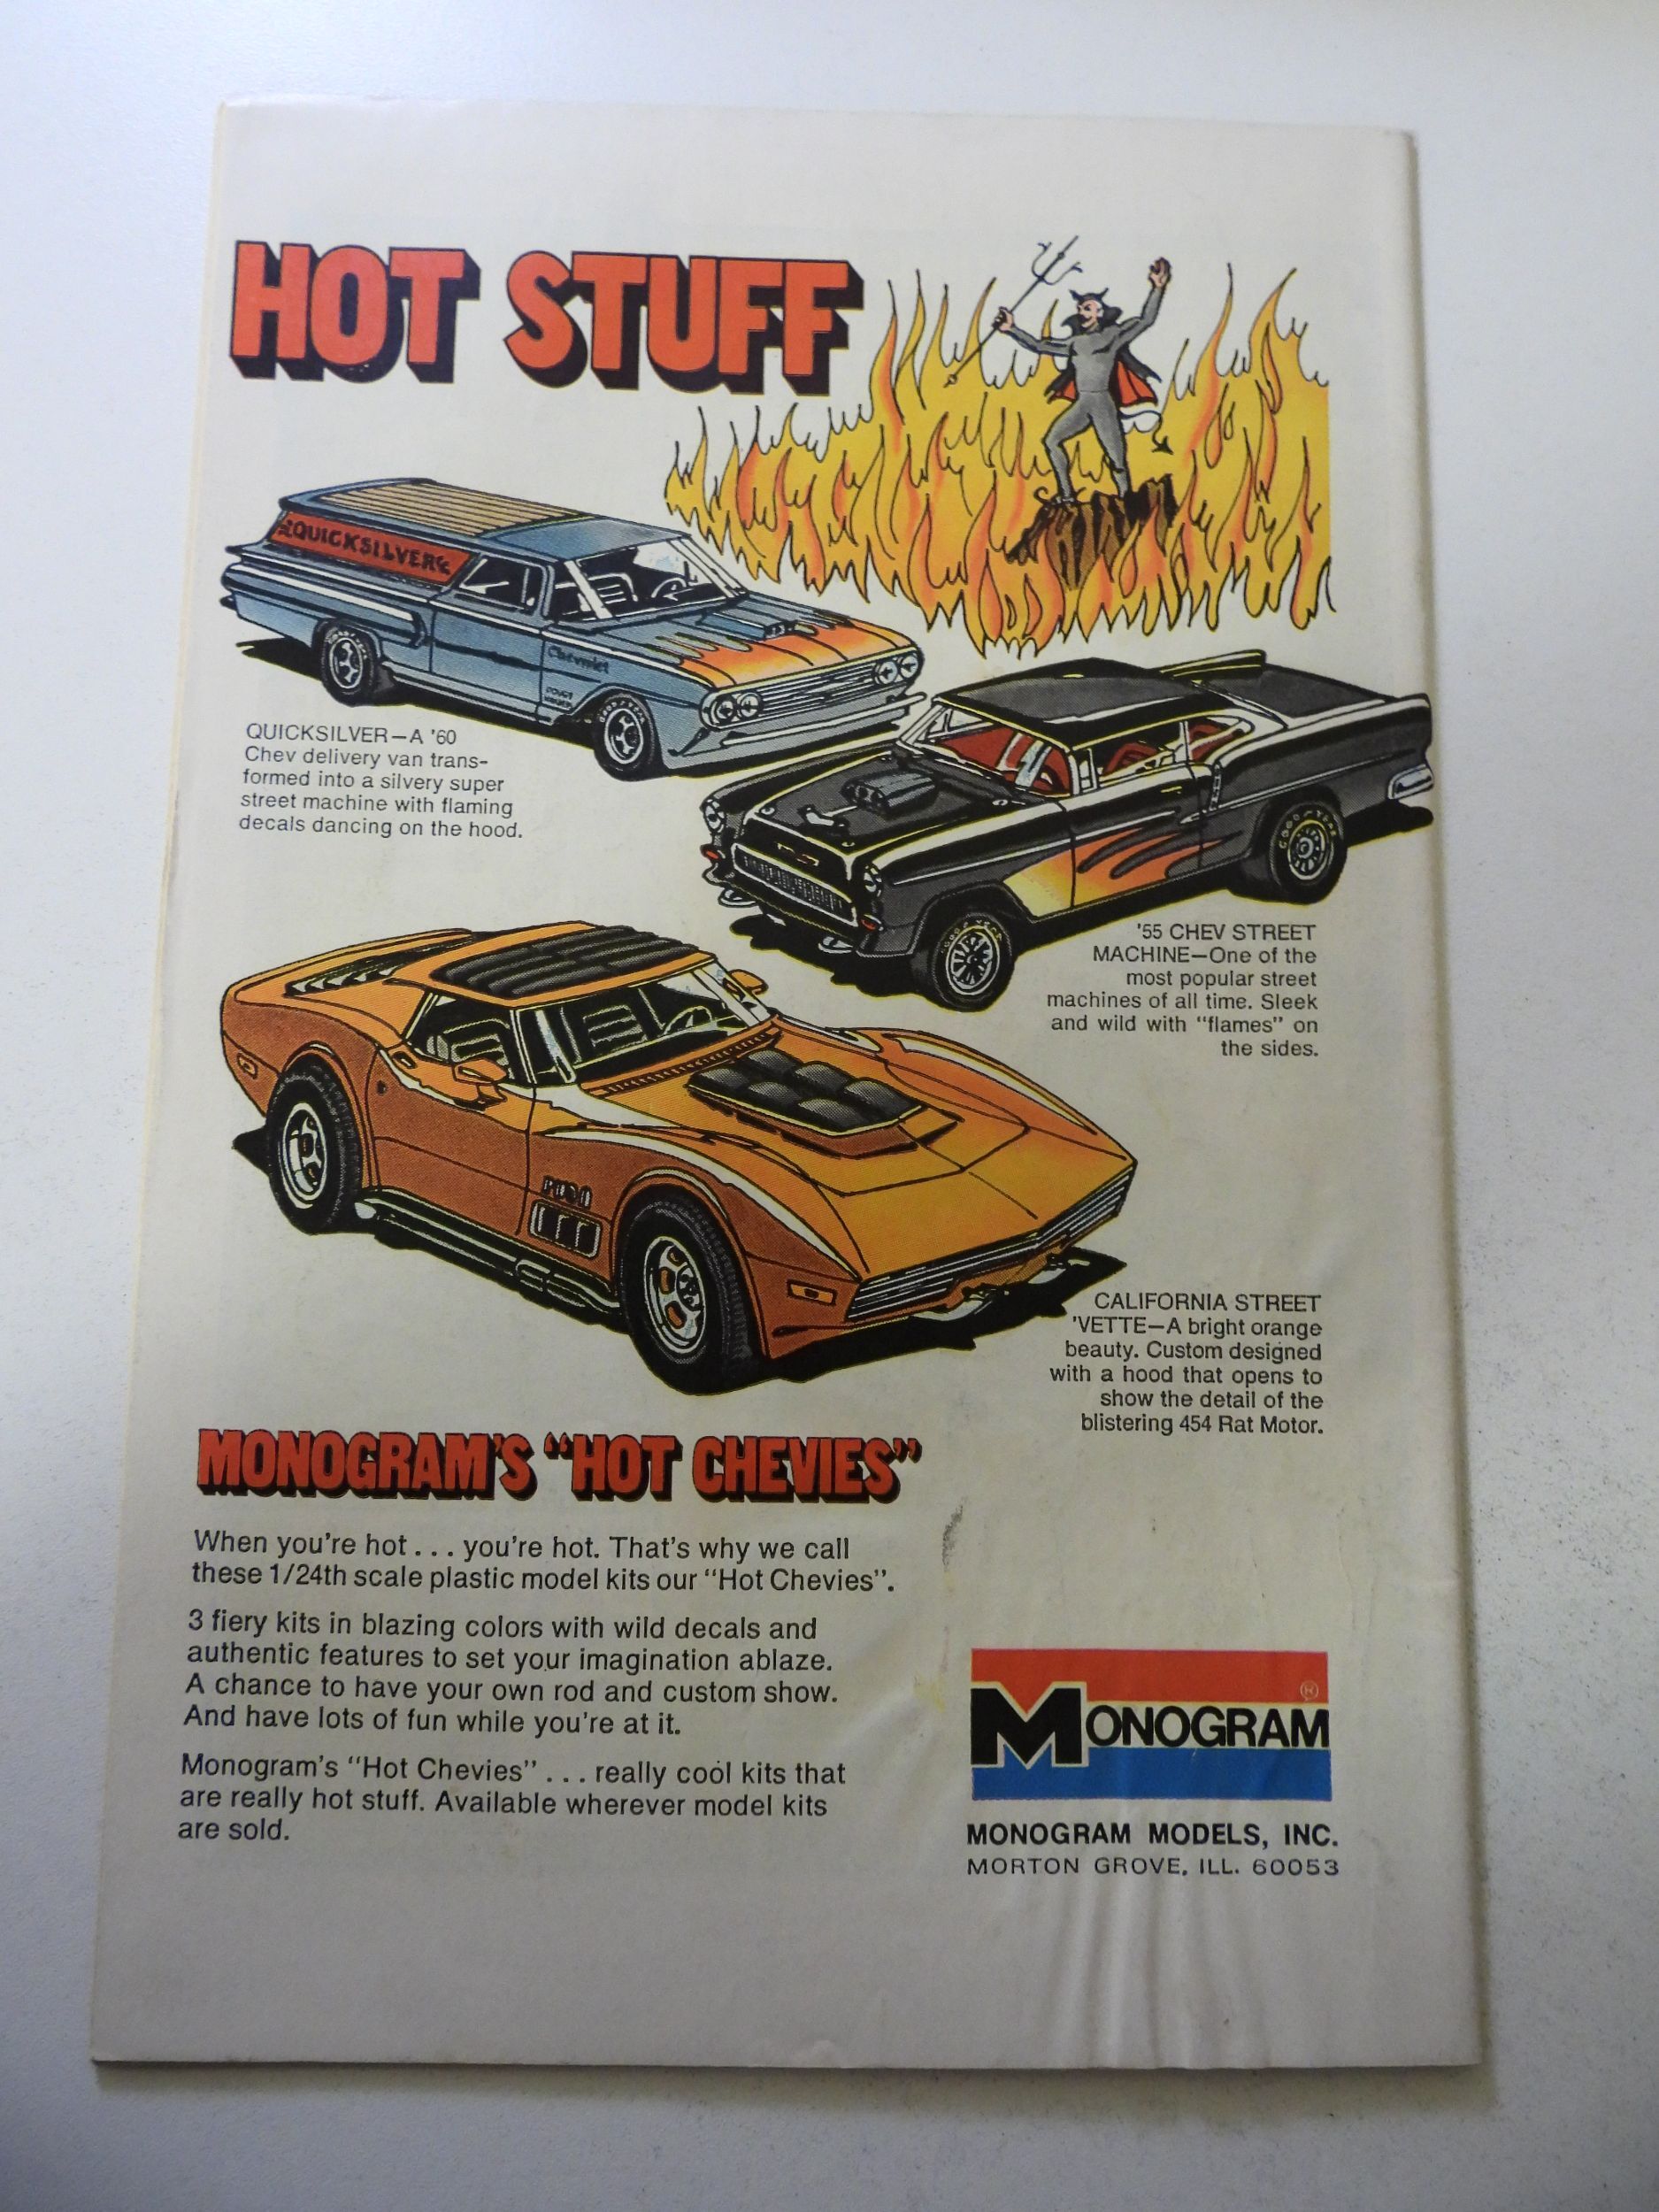 HOT STUFF
QUICKSILVER
Chevrolet
QUICKSILVER—A '60
Chev delivery van trans-
formed into a silvery super
street machine with flaming
decals dancing on the hood.
GOODYEAR
'55 CHEV STREET
MACHINE—One of the
most popular street
machines of all time. Sleek
and wild with "flames" on
the sides.
CALIFORNIA STREET
'VETTE—A bright orange
beauty. Custom designed
with a hood that opens to
show the detail of the
blistering 454 Rat Motor.
MONOGRAM'S "HOT CHEVIES"
When you're hot . . . you're hot. That's why we call
these 1/24th scale plastic model kits our "Hot Chevies".
3 fiery kits in blazing colors with wild decals and
authentic features to set your imagination ablaze.
A chance to have your own rod and custom show.
And have lots of fun while you're at it.
Monogram's "Hot Chevies" . . . really cool kits that
are really hot stuff. Available wherever model kits
are sold.
MONOGRAM ®
MONOGRAM MODELS, INC.
MORTON GROVE, ILL. 60053